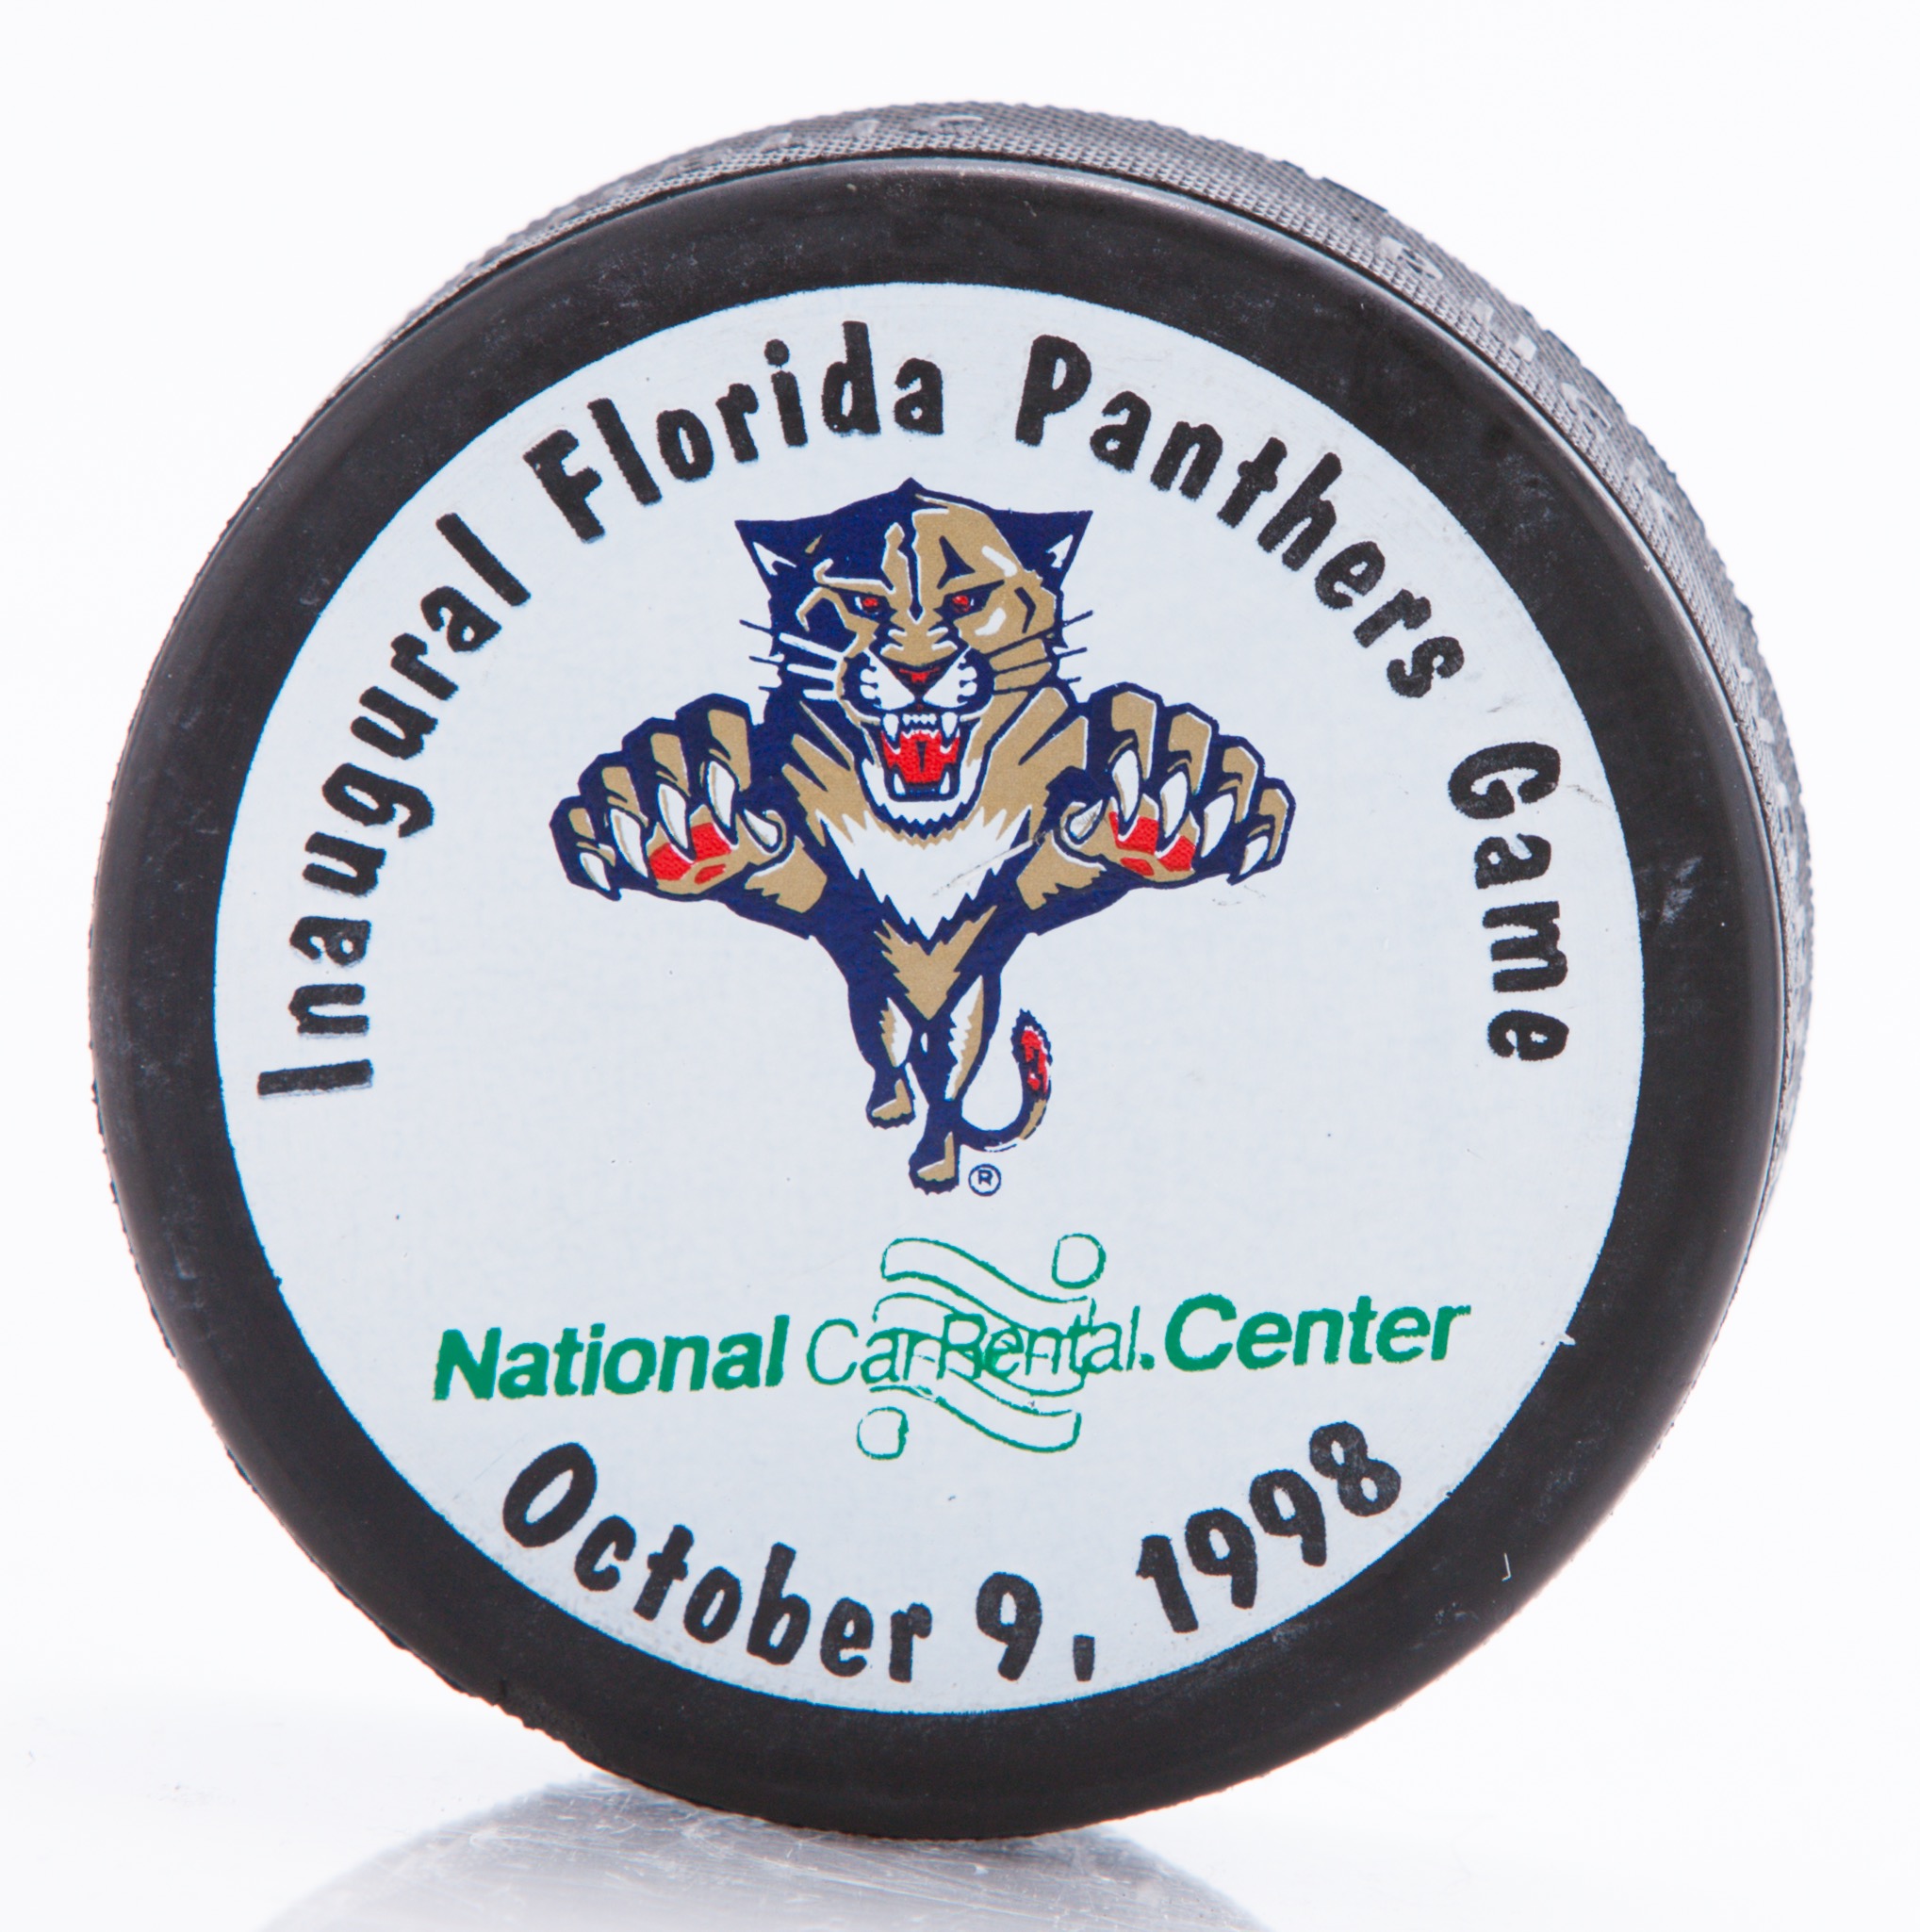 Inaugural Florida Panthers Game
®
National Car Rental. Center
October 9, 1998